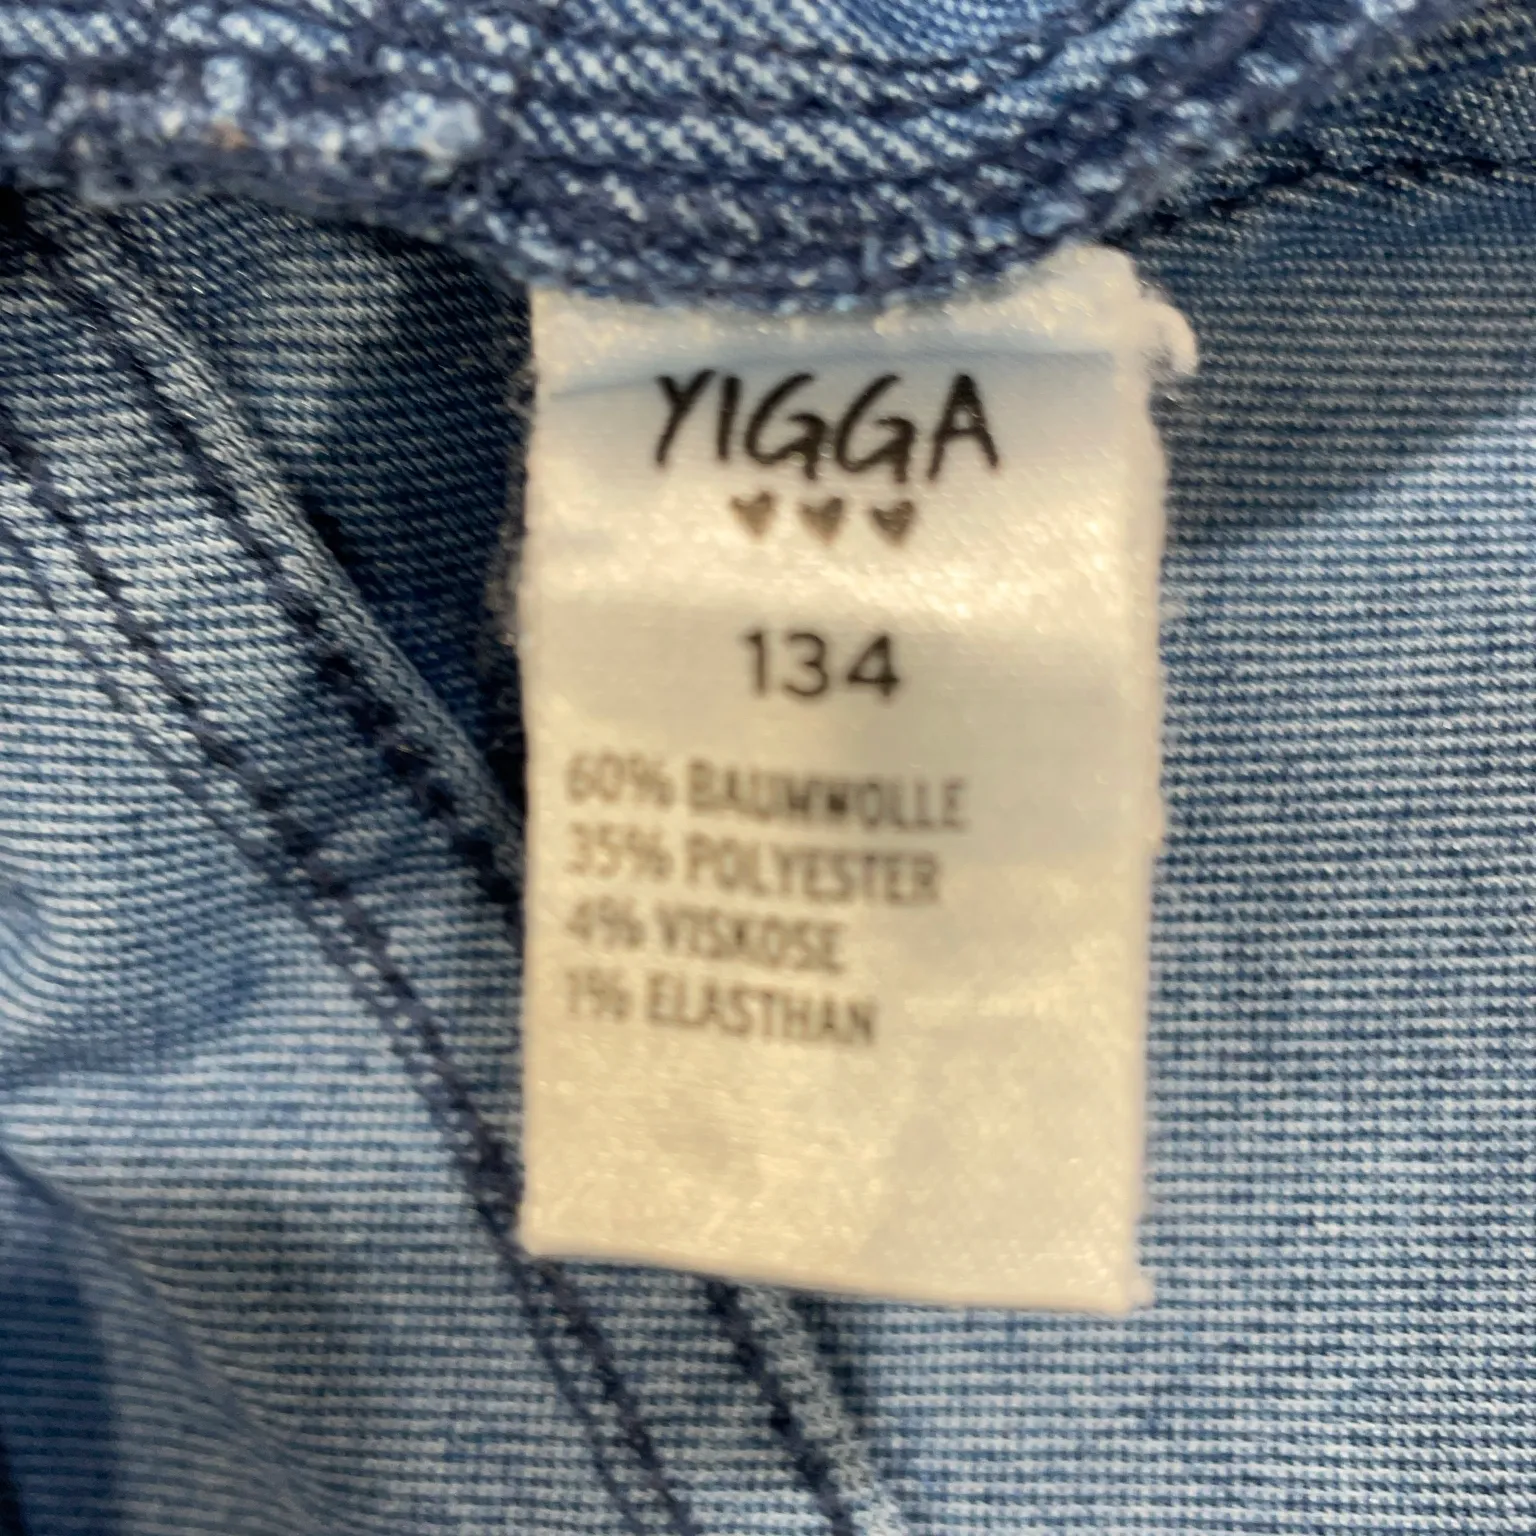 YIGGA
134
60% BAUMWOLLE
35% POLYESTER
4% VISKOSE
1% ELASTHAN